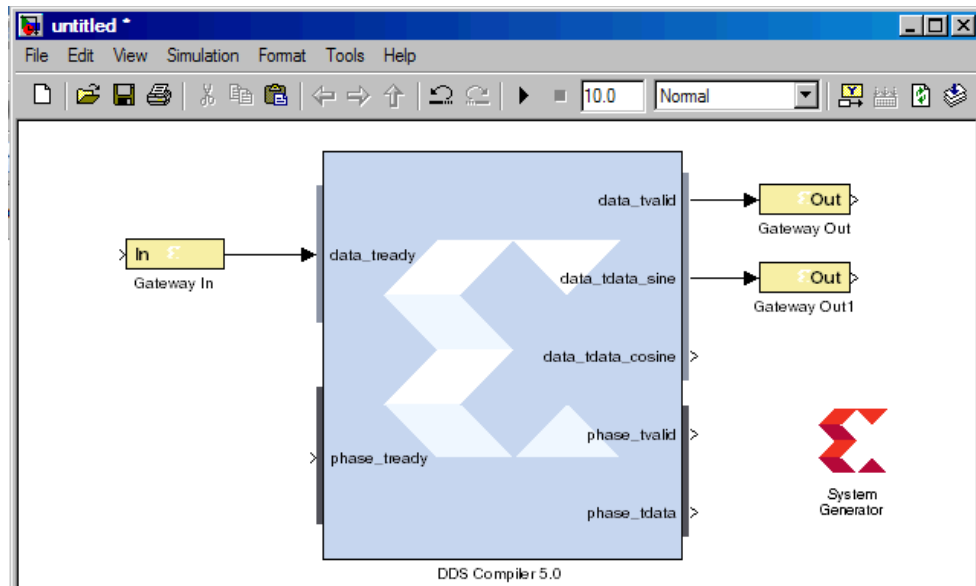 untitled *
File Edit View Simulation Format Tools Help
10.0 Normal
data_tvalid
Out
Gateway Out
In
Gateway In
data_tready
data_tdata_sine
Out
Gateway Out1
data_tdata_cosine
phase_tvalid
phase_tready
phase_tdata
System
Generator
DDS Compiler 5.0